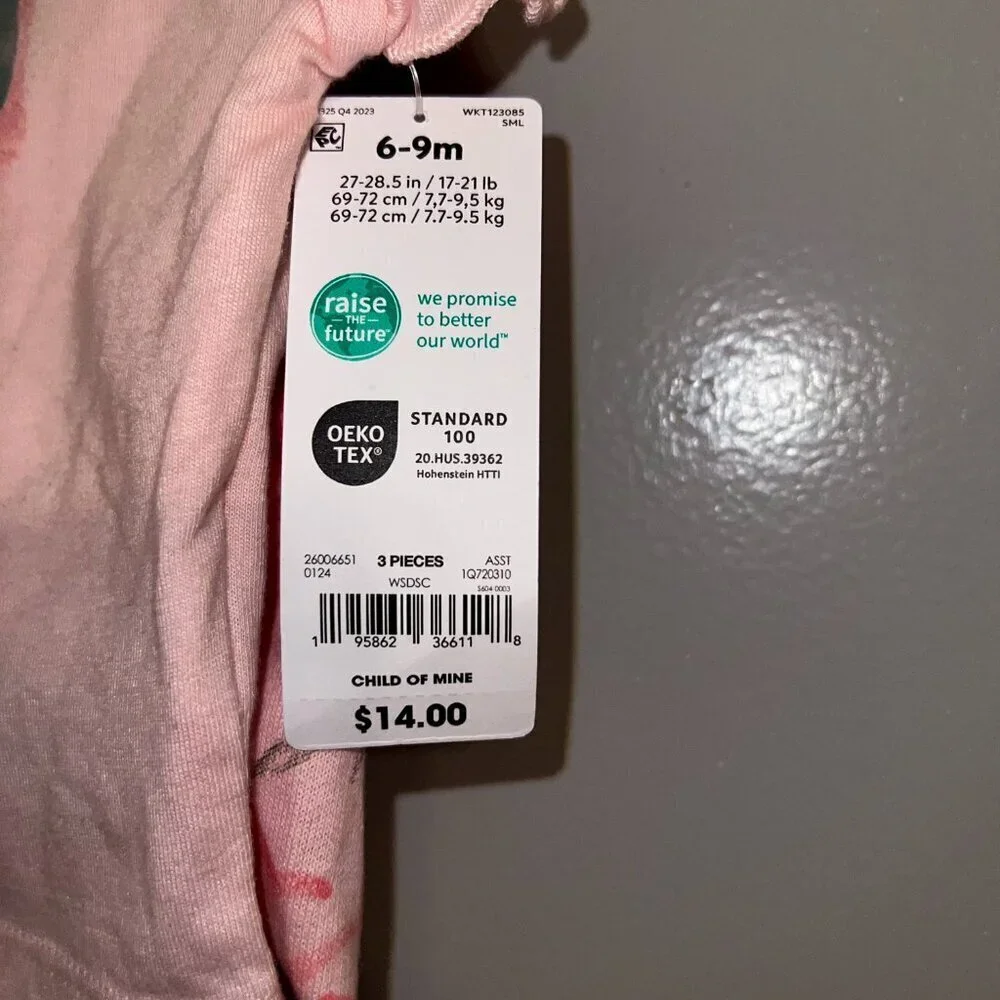 Q4 2023
WKT123085
SML
6-9m
27-28.5 in / 17-21 lb
69-72 cm / 7,7-9,5 kg
69-72 cm / 7.7-9.5 kg
raise
THE
future™
we promise
to better
our world™
OEKO
TEX®
STANDARD
100
20.HUS.39362
Hohenstein HTTI
26006651
0124
3 PIECES
WSDSC
ASST
1Q720310
5604 0003
1 95862 36611 8
CHILD OF MINE
$14.00